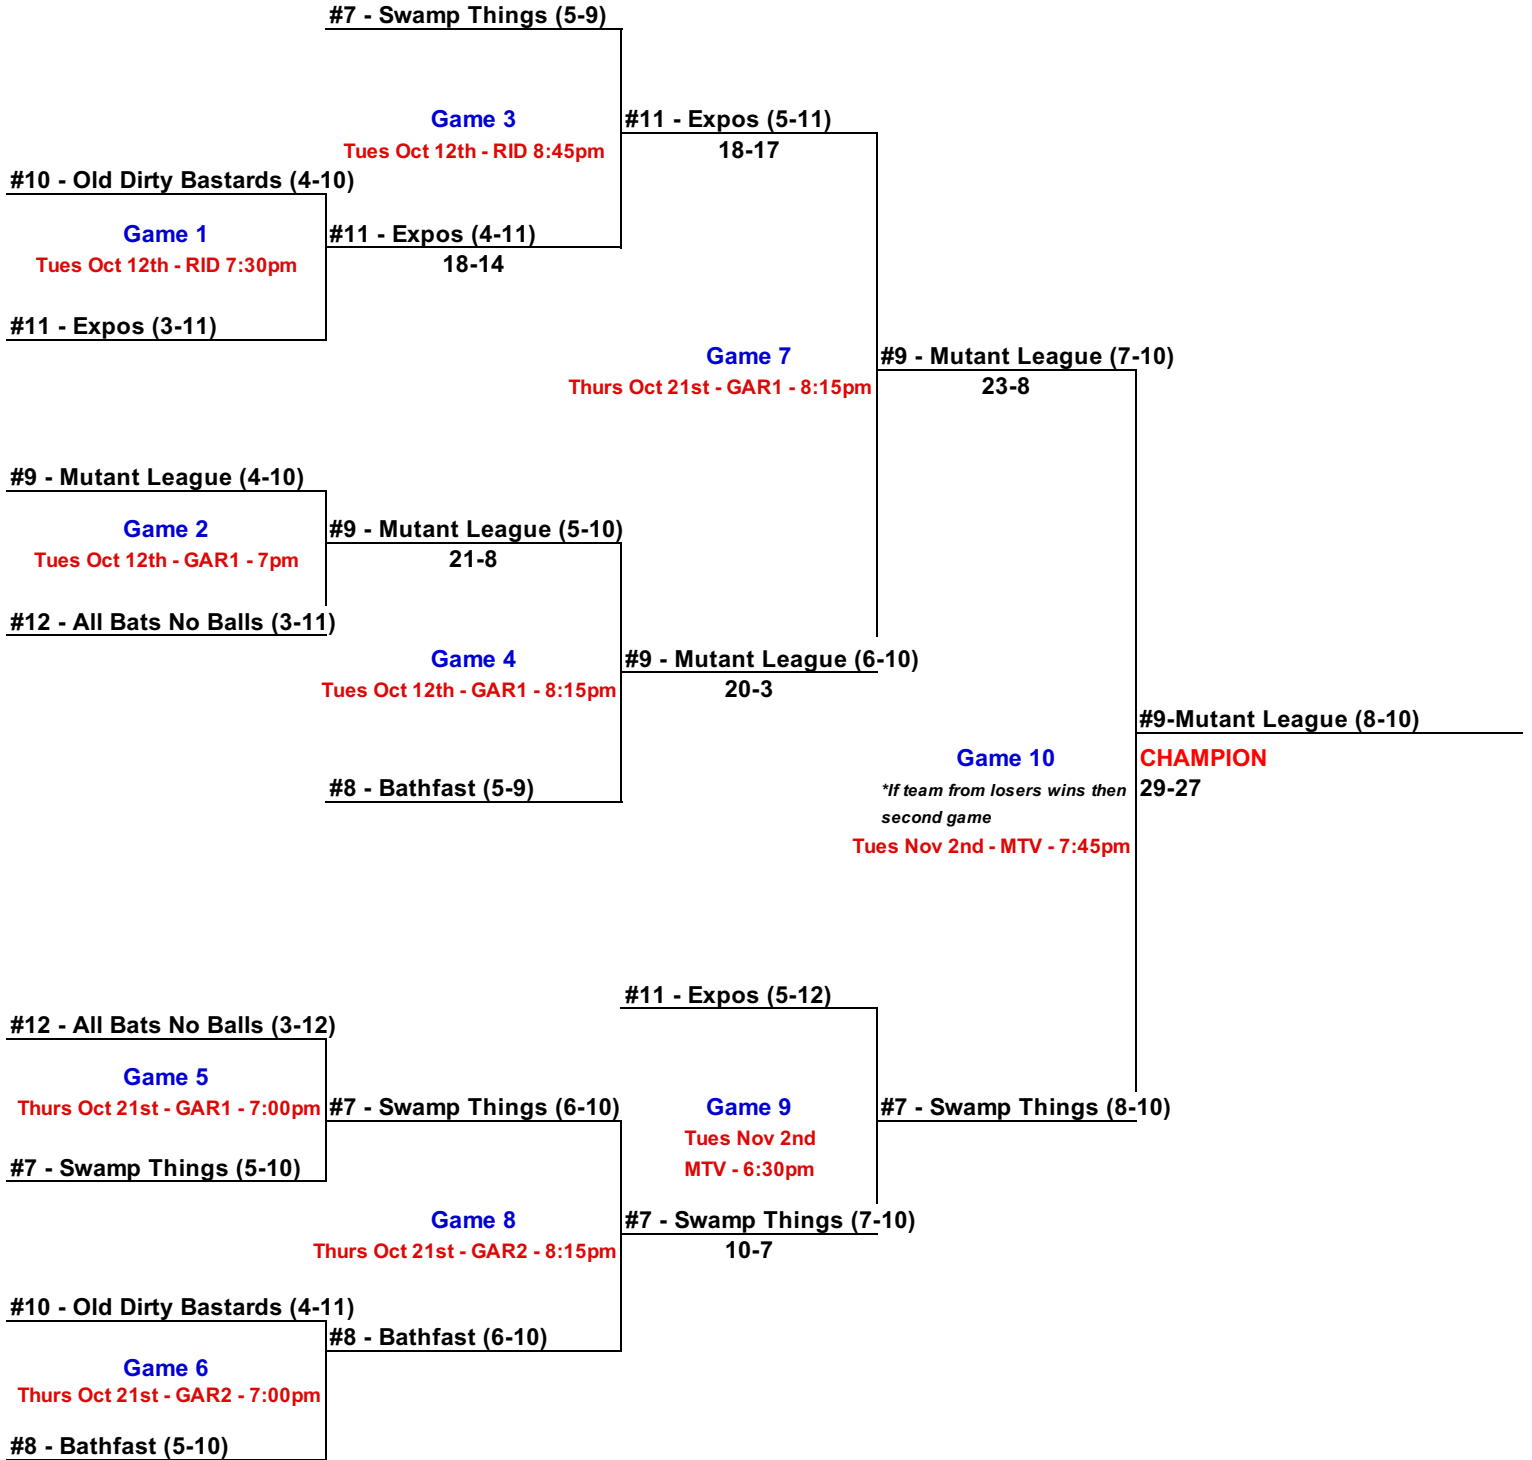 #7 - Swamp Things (5-9)
Game 3
#11 - Expos (5-11)
Tues Oct 12th - RID 8:45pm
18-17
#10 - Old Dirty Bastards (4-10)
Game 1
#11 - Expos (4-11)
Tues Oct 12th - RID 7:30pm
18-14
#11 - Expos (3-11)
Game 7
#9 - Mutant League (7-10)
Thurs Oct 21st - GAR1 - 8:15pm
23-8
#9 - Mutant League (4-10)
Game 2
#9 - Mutant League (5-10)
Tues Oct 12th - GAR1 - 7pm
21-8
#12 - All Bats No Balls (3-11)
Game 4
#9 - Mutant League (6-10)
Tues Oct 12th - GAR1 - 8:15pm
20-3
#9-Mutant League (8-10)
Game 10
CHAMPION
#8 - Bathfast (5-9)
*If team from losers wins then
29-27
second game
Tues Nov 2nd - MTV - 7:45pm
#11 - Expos (5-12)
#12 - All Bats No Balls (3-12)
Game 5
Thurs Oct 21st - GAR1 - 7:00pm
#7 - Swamp Things (6-10)
Game 9
#7 - Swamp Things (8-10)
Tues Nov 2nd
#7 - Swamp Things (5-10)
MTV - 6:30pm
Game 8
#7 - Swamp Things (7-10)
Thurs Oct 21st - GAR2 - 8:15pm
10-7
#10 - Old Dirty Bastards (4-11)
#8 - Bathfast (6-10)
Game 6
Thurs Oct 21st - GAR2 - 7:00pm
#8 - Bathfast (5-10)